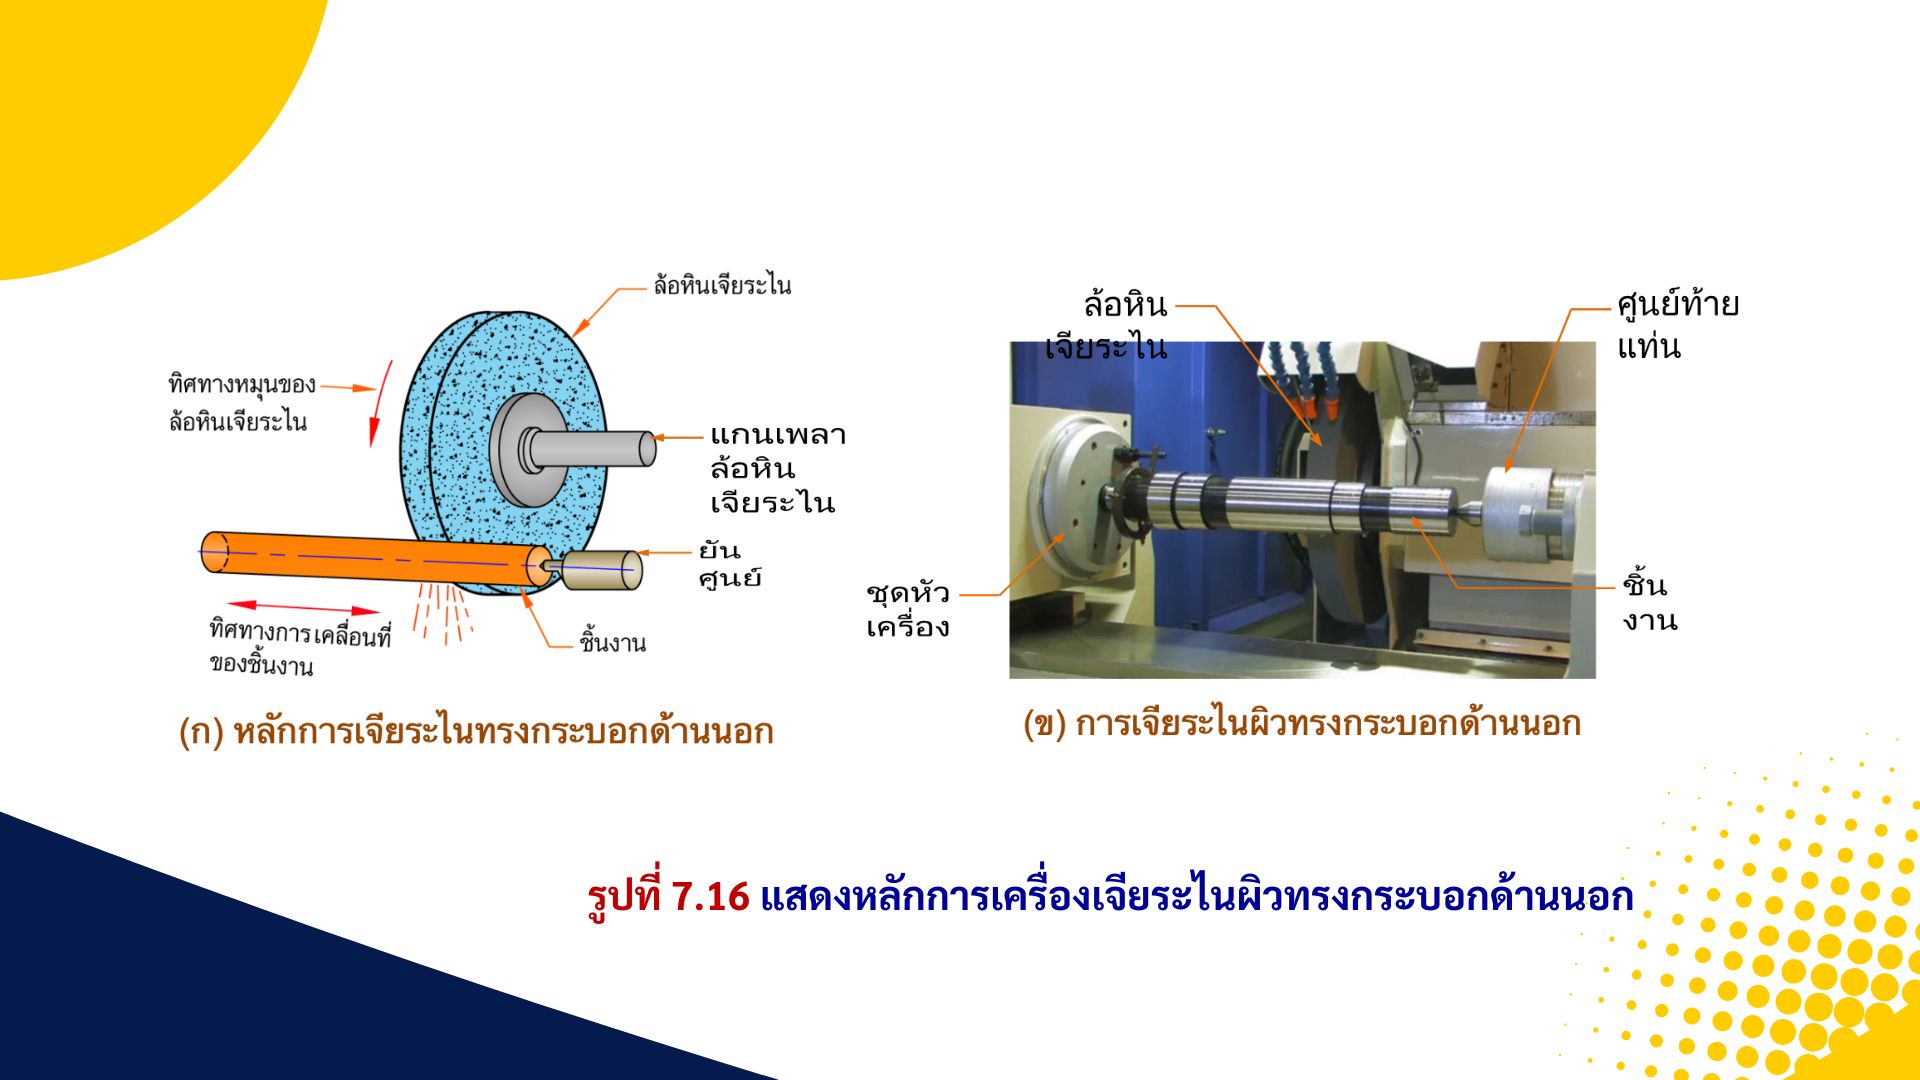 ล้อหินเจียระไน
ทิศทางหมุนของ
ล้อหินเจียระไน
แกนเพลา
ล้อหิน
เจียระไน
ยัน
ศูนย์
ทิศทางการเคลื่อนที่
ของชิ้นงาน
ชิ้นงาน
(ก) หลักการเจียระไนทรงกระบอกด้านนอก
ล้อหิน
เจียระไน
ศูนย์ท้าย
แท่น
ชุดหัว
เครื่อง
ชิ้น
งาน
(ข) การเจียระไนผิวทรงกระบอกด้านนอก
รูปที่ 7.16 แสดงหลักการเครื่องเจียระไนผิวทรงกระบอกด้านนอก